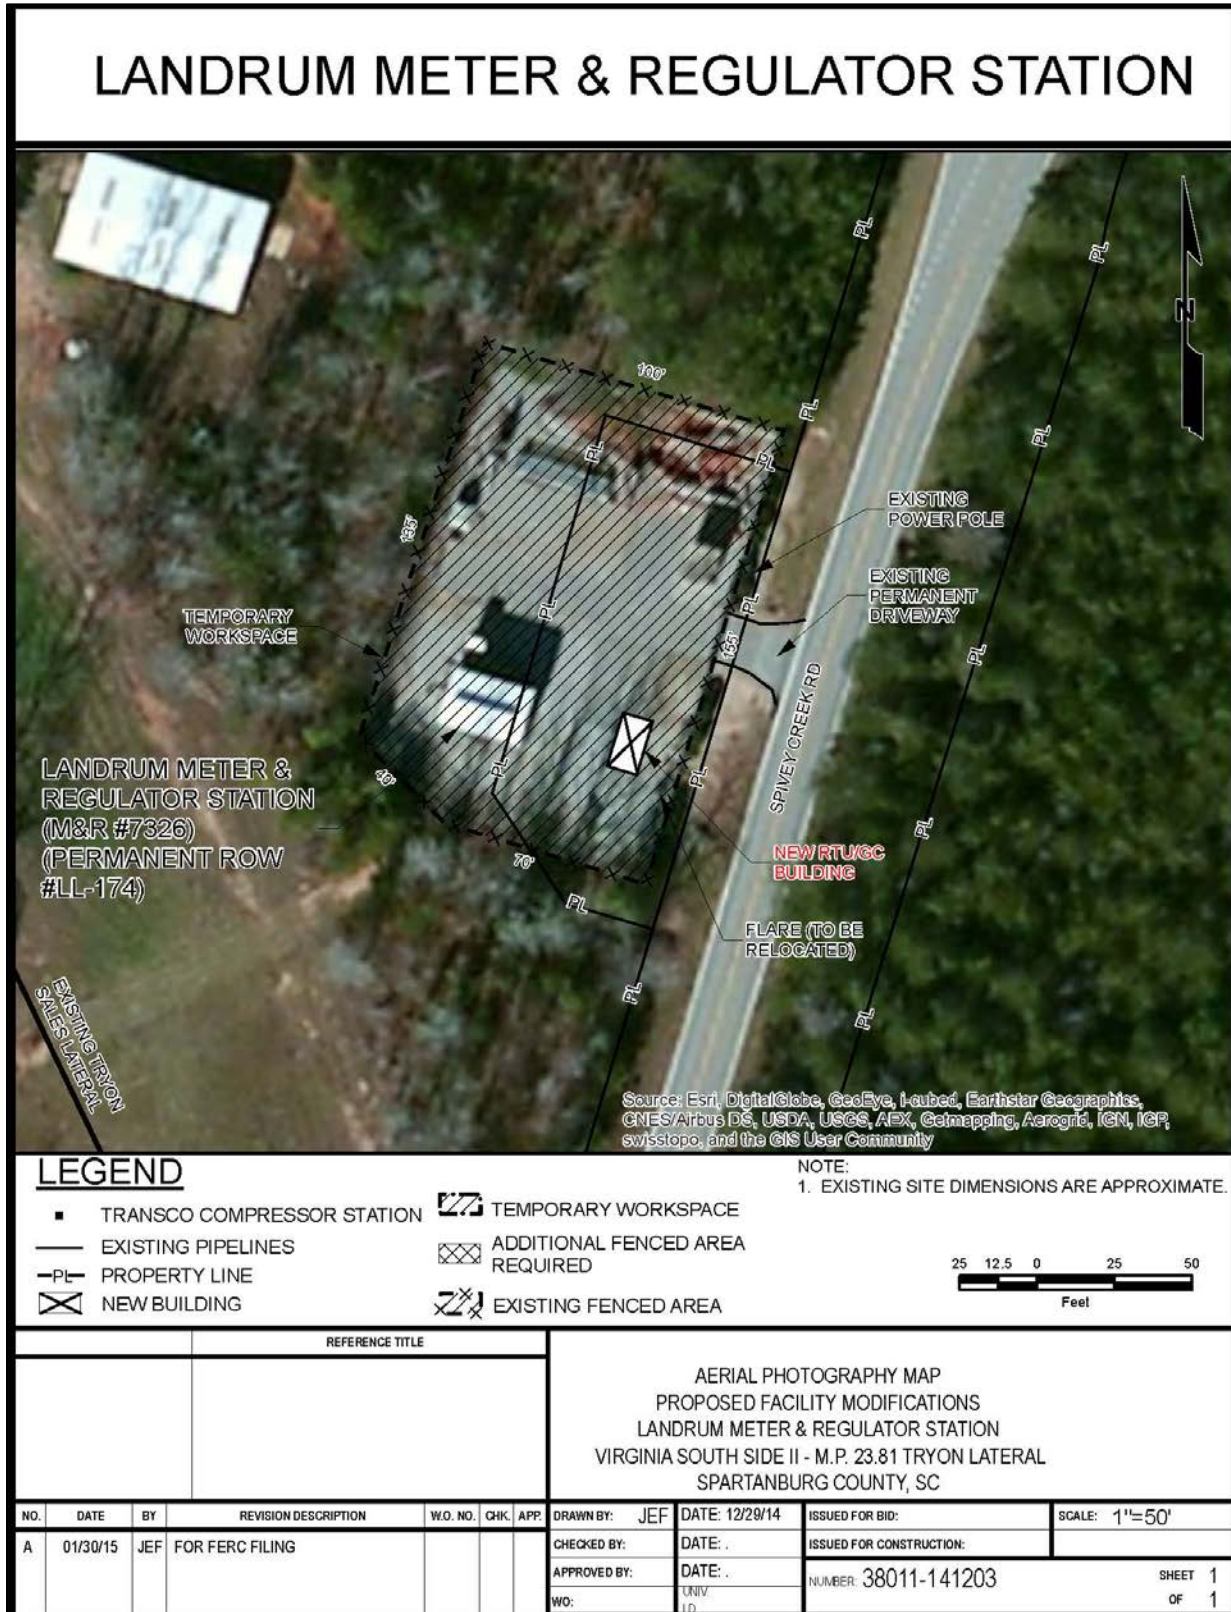 LANDRUM METER & REGULATOR STATION
PL
PL
N
100'
PL
PL
PL
PL
135'
EXISTING
POWER POLE
EXISTING
PERMANENT
DRIVEWAY
TEMPORARY
WORKSPACE
PL
PL
155'
PL
SPIVEY CREEK RD
LANDRUM METER &
REGULATOR STATION
(M&R #7326)
(PERMANENT ROW
#LL-174)
40'
PL
PL
PL
76'
NEW RTU/GC
BUILDING
PL
FLARE (TO BE
RELOCATED)
PL
PL
EXISTING TRYON
SALES LATERAL
Source: Esri, DigitalGlobe, GeoEye, i-cubed, Earthstar Geographics,
CNES/Airbus DS, USDA, USGS, AEX, Getmapping, Aerogrid, IGN, IGP,
swisstopo, and the GIS User Community
LEGEND
TRANSCO COMPRESSOR STATION
EXISTING PIPELINES
PL PROPERTY LINE
NEW BUILDING
TEMPORARY WORKSPACE
ADDITIONAL FENCED AREA
REQUIRED
EXISTING FENCED AREA
NOTE:
1. EXISTING SITE DIMENSIONS ARE APPROXIMATE.
25 12.5 0 25 50
Feet
REFERENCE TITLE
AERIAL PHOTOGRAPHY MAP
PROPOSED FACILITY MODIFICATIONS
LANDRUM METER & REGULATOR STATION
VIRGINIA SOUTH SIDE II - M.P. 23.81 TRYON LATERAL
SPARTANBURG COUNTY, SC
NO. DATE BY REVISION DESCRIPTION W.O. NO. CHK. APP.
A 01/30/15 JEF FOR FERC FILING
DRAWN BY: JEF DATE: 12/29/14 ISSUED FOR BID: SCALE: 1"=50'
CHECKED BY: DATE: . ISSUED FOR CONSTRUCTION:
APPROVED BY: DATE: . NUMBER: 38011-141203 SHEET 1
WO: UNIV I.D. OF 1